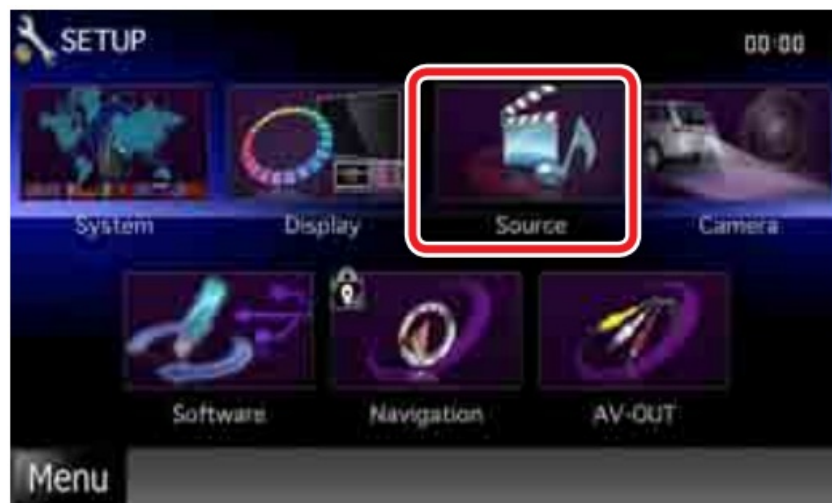 SETUP 00:00
System Display Source Camera
Software Navigation AV-OUT
Menu